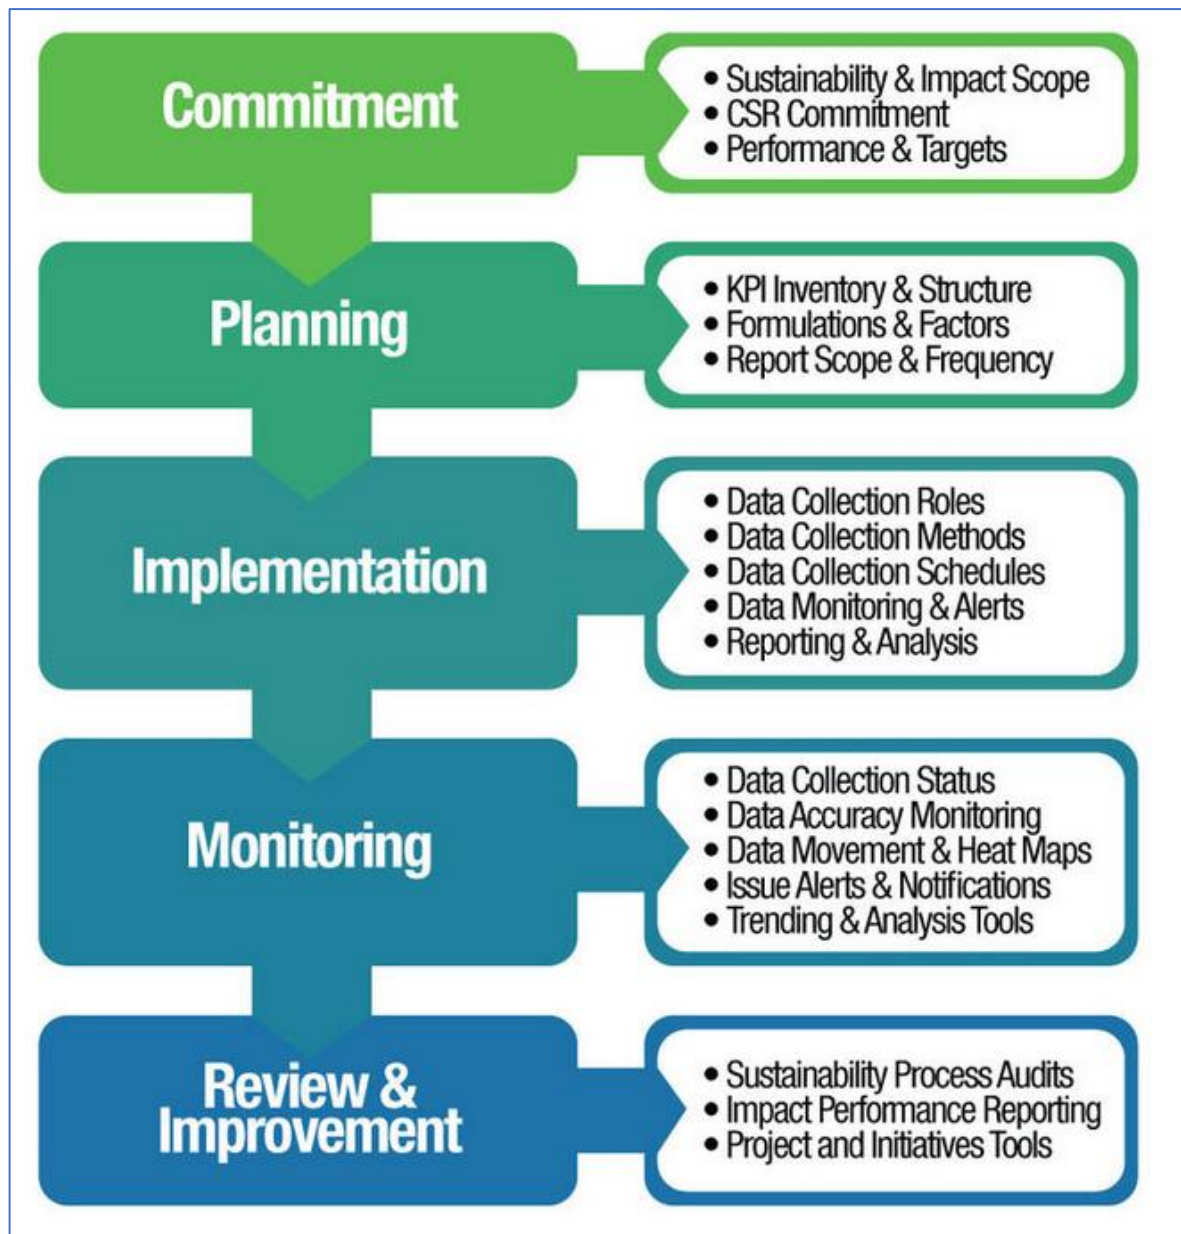 Commitment
• Sustainability & Impact Scope
• CSR Commitment
• Performance & Targets
Planning
• KPI Inventory & Structure
• Formulations & Factors
• Report Scope & Frequency
Implementation
• Data Collection Roles
• Data Collection Methods
• Data Collection Schedules
• Data Monitoring & Alerts
• Reporting & Analysis
Monitoring
• Data Collection Status
• Data Accuracy Monitoring
• Data Movement & Heat Maps
• Issue Alerts & Notifications
• Trending & Analysis Tools
Review &
Improvement
• Sustainability Process Audits
• Impact Performance Reporting
• Project and Initiatives Tools